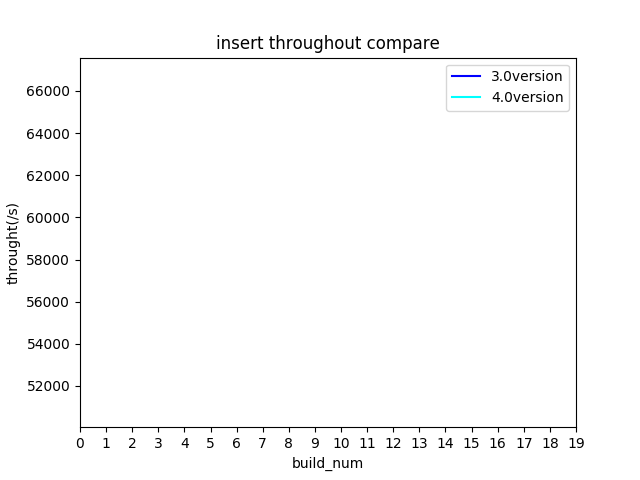 insert throughout compare
3.0version
4.0version
throught(/s)
66000
64000
62000
60000
58000
56000
54000
52000
0 1 2 3 4 5 6 7 8 9 10 11 12 13 14 15 16 17 18 19
build_num